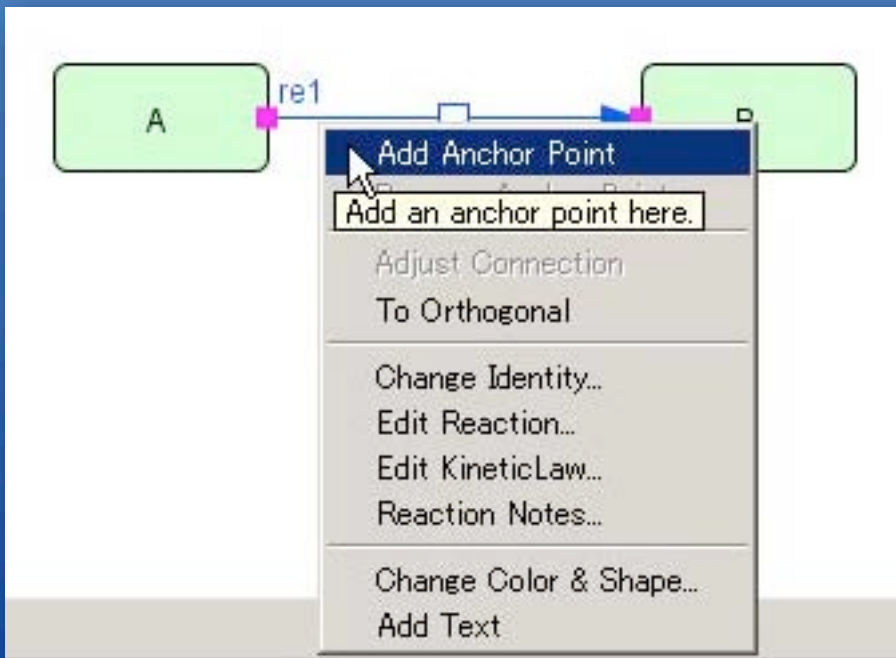 A
re1
Add Anchor Point
Add an anchor point here.
Adjust Connection
To Orthogonal
Change Identity...
Edit Reaction...
Edit KineticLaw...
Reaction Notes...
Change Color & Shape...
Add Text